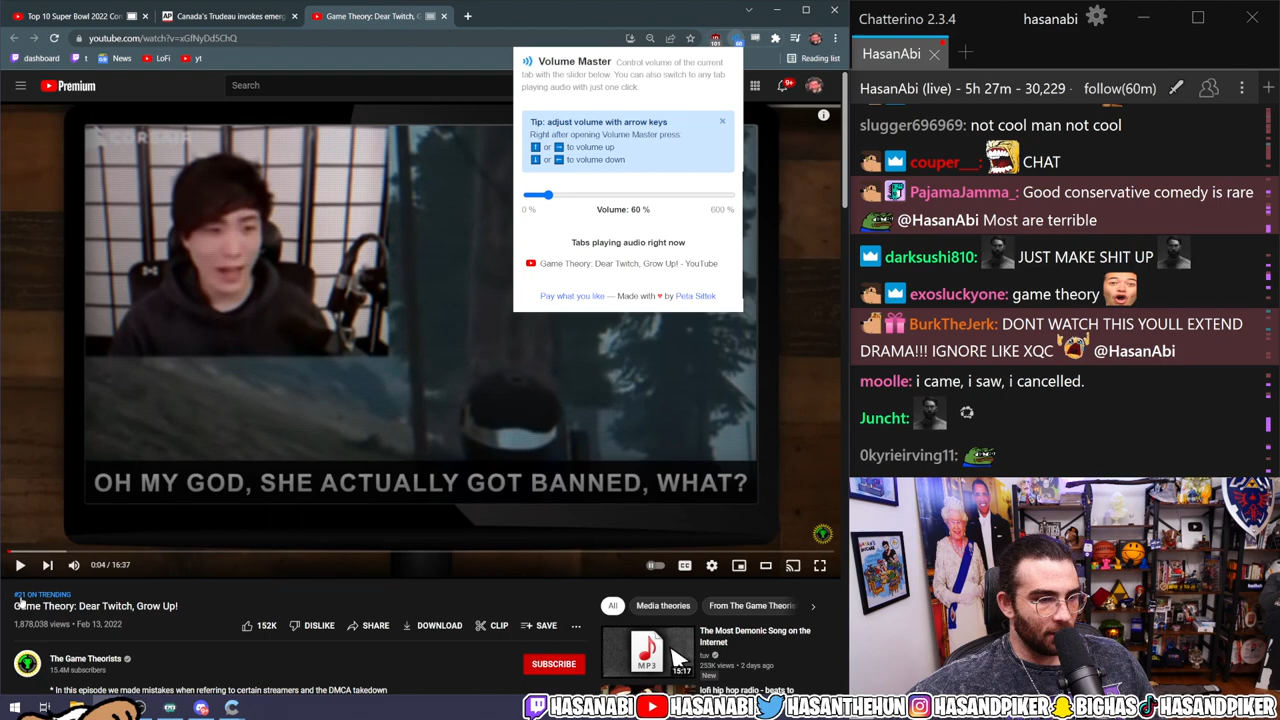 Top 10 Super Bowl 2022 Co
Canada's Trudeau invokes emer
Game Theory: Dear Twitch, G
youtube.com/watch?v=xGfNyDd5ChQ
dashboard
t
News
LoFi
yt
Reading list
Premium
Search
9+
Volume Master Control volume of the current
tab with the slider below. You can also switch to any tab
playing audio with just one click.
Tip: adjust volume with arrow keys
Right after opening Volume Master press:
↑ or → to volume up
↓ or ← to volume down
0 %
Volume: 60 %
600 %
Tabs playing audio right now
Game Theory: Dear Twitch, Grow Up! - YouTube
Pay what you like — Made with ♥ by Peta Sittek
OH MY GOD, SHE ACTUALLY GOT BANNED, WHAT?
0:04 / 16:37
CC
#21 ON TRENDING
Game Theory: Dear Twitch, Grow Up!
1,878,038 views • Feb 13, 2022
152K
DISLIKE
SHARE
DOWNLOAD
CLIP
SAVE
The Game Theorists
15.4M subscribers
SUBSCRIBE
* In this episode we made mistakes when referring to certain streamers and the DMCA takedown
All
Media theories
From The Game Theoris
MP3
15:17
The Most Demonic Song on the
Internet
tuv
253K views • 2 days ago
New
lofi hip hop radio - beats to
Chatterino 2.3.4
hasanabi
HasanAbi
HasanAbi (live) - 5h 27m - 30,229
follow(60m)
slugger696969: not cool man not cool
couper___: CHAT
PajamaJamma_: Good conservative comedy is rare
@HasanAbi Most are terrible
darksushi810: JUST MAKE SHIT UP
exosluckyone: game theory
BurkTheJerk: DONT WATCH THIS YOULL EXTEND
DRAMA!!! IGNORE LIKE XQC @HasanAbi
moolle: i came, i saw, i cancelled.
Juncht:
0kyrieirving11:
HASANABI HASANABI HASANTHEHUN HASANDPIKER BIGHAS HASANDPIKER